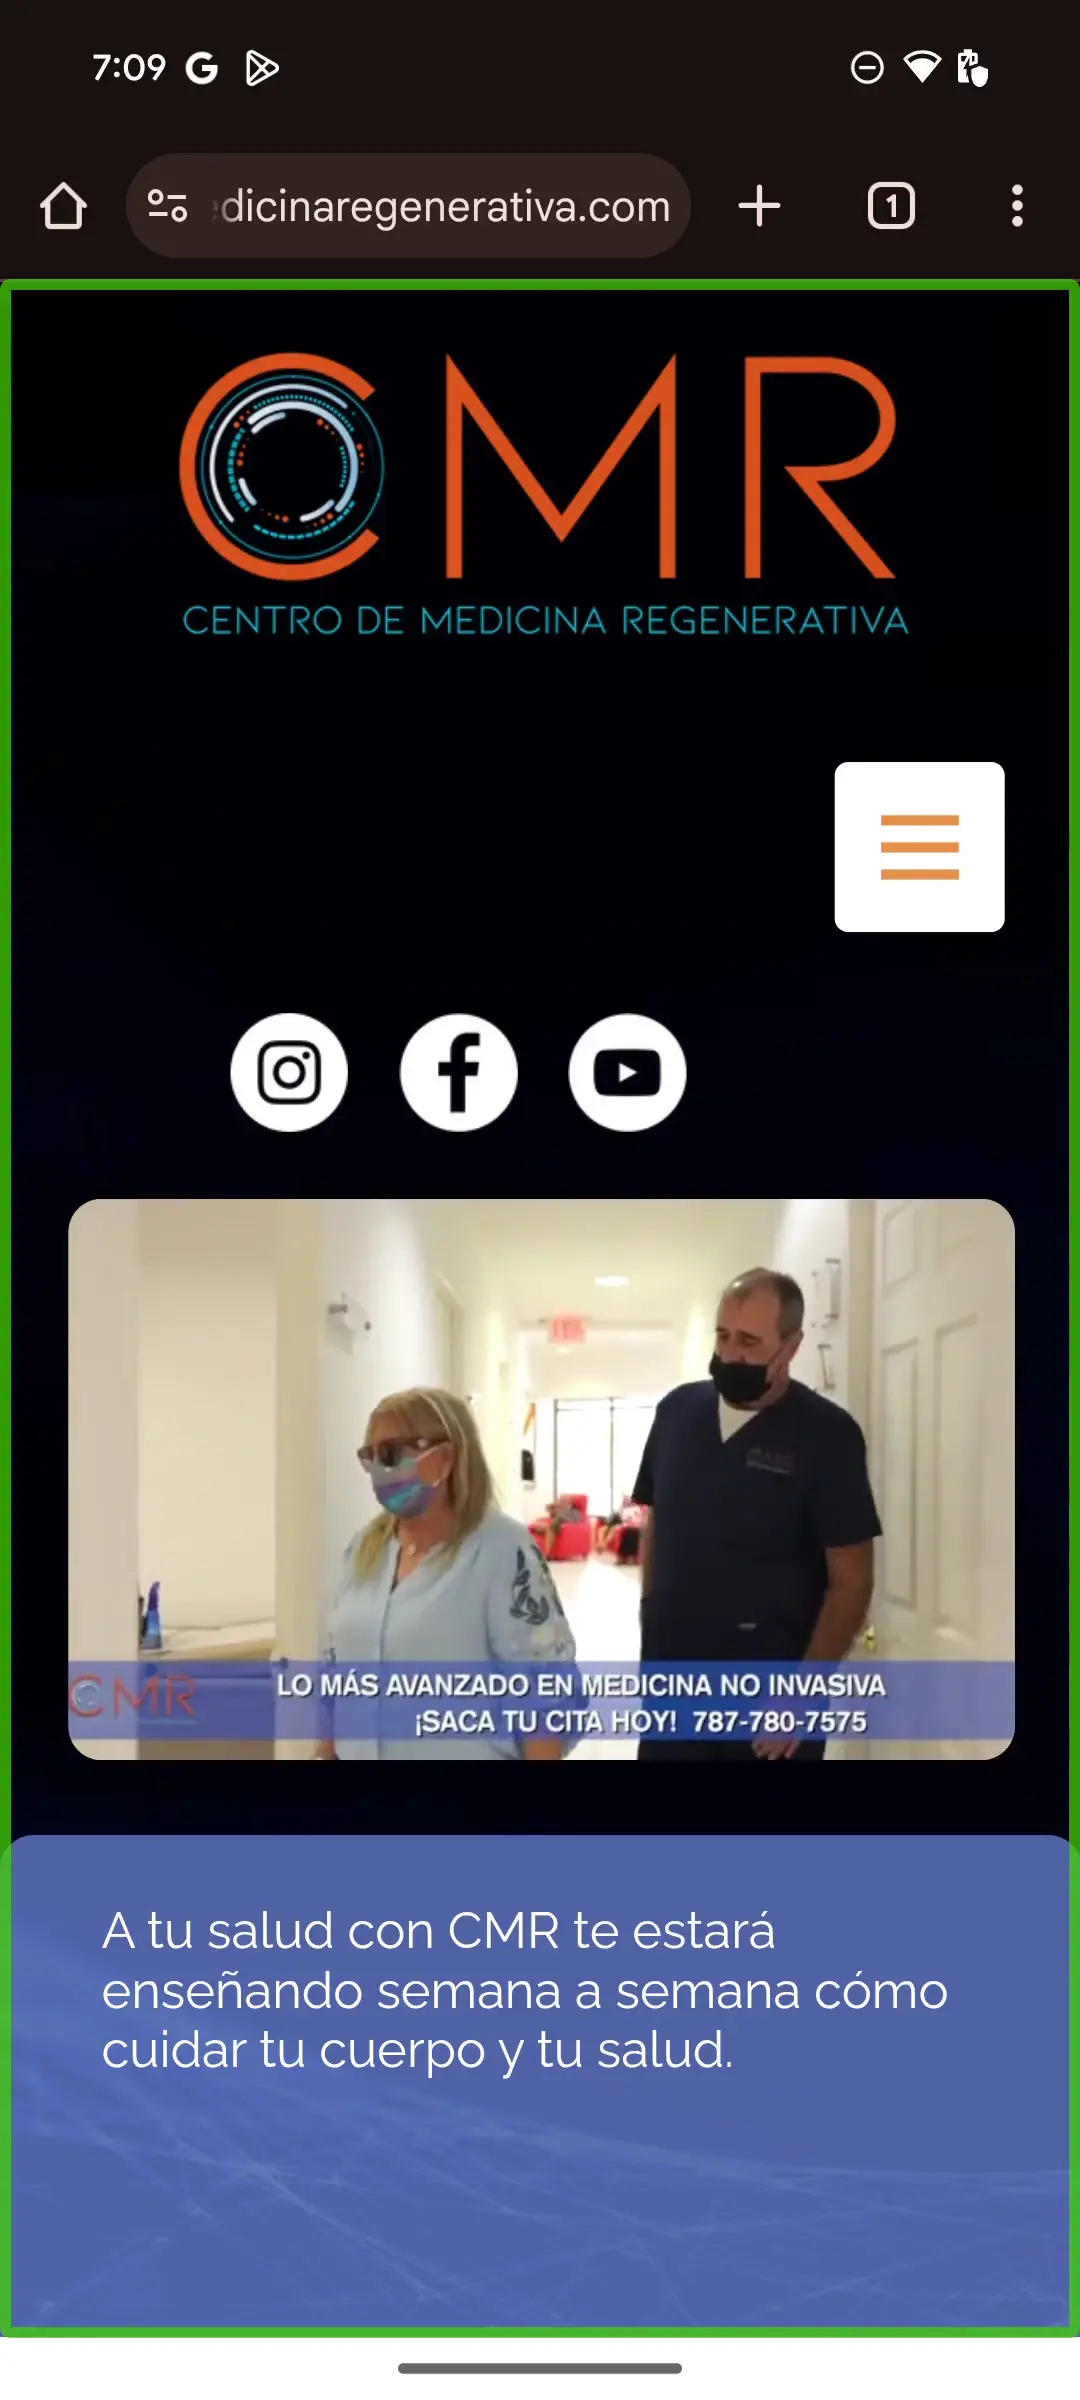 7:09
dicinaregenerativa.com
1
CMR
CENTRO DE MEDICINA REGENERATIVA
EXIT
CMR
LO MÁS AVANZADO EN MEDICINA NO INVASIVA
¡SACA TU CITA HOY! 787-780-7575
A tu salud con CMR te estará
enseñando semana a semana cómo
cuidar tu cuerpo y tu salud.